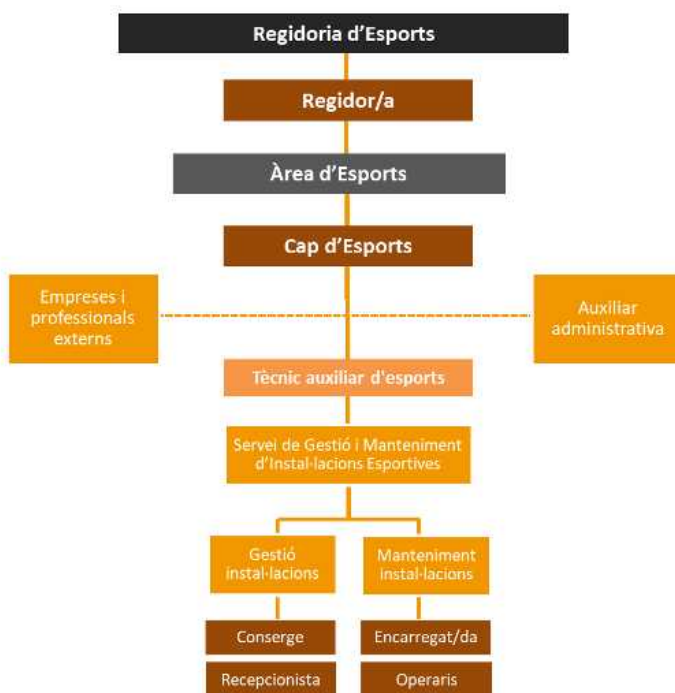 Regidoria d'Esports
Regidor/a
Àrea d'Esports
Cap d'Esports
Empreses i
professionals
externs
Auxiliar
administrativa
Tècnic auxiliar d'esports
Servei de Gestió i Manteniment
d'Instal·lacions Esportives
Gestió
instal·lacions
Manteniment
instal·lacions
Conserge
Encarregat/da
Recepcionista
Operaris